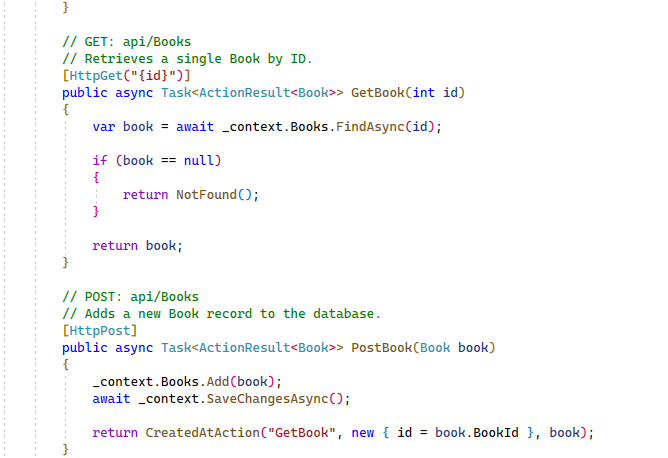 }
// GET: api/Books
// Retrieves a single Book by ID.
[HttpGet("{id}")]
public async Task<ActionResult<Book>> GetBook(int id)
{
var book = await _context.Books.FindAsync(id);
if (book == null)
{
return NotFound();
}
return book;
}
// POST: api/Books
// Adds a new Book record to the database.
[HttpPost]
public async Task<ActionResult<Book>> PostBook(Book book)
{
_context.Books.Add(book);
await _context.SaveChangesAsync();
return CreatedAtAction("GetBook", new { id = book.BookId }, book);
}